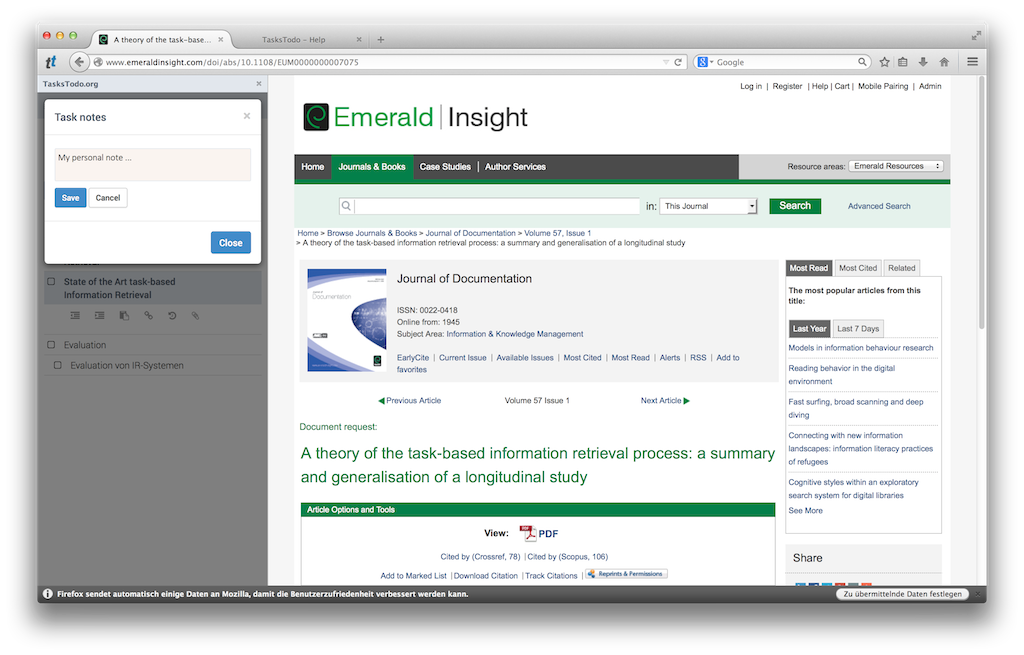 A theory of the task-base...
TasksTodo – Help
www.emeraldinsight.com/doi/abs/10.1108/EUM0000000007075
Google
TasksTodo.org
Task notes
My personal note ...
Save
Cancel
Close
State of the Art task-based
Information Retrieval
Evaluation
Evaluation von IR-Systemen
Log in | Register | Help | Cart | Mobile Pairing | Admin
Emerald Insight
Home Journals & Books Case Studies | Author Services
Resource areas: Emerald Resources
in: This Journal Search Advanced Search
Home > Browse Journals & Books > Journal of Documentation > Volume 57, Issue 1
> A theory of the task-based information retrieval process: a summary and generalisation of a longitudinal study
Journal of Documentation
ISSN: 0022-0418
Online from: 1945
Subject Area: Information & Knowledge Management
EarlyCite | Current Issue | Available Issues | Most Cited | Most Read | Alerts | RSS | Add to
favorites
Documentation
Previous Article Volume 57 Issue 1 Next Article
Document request:
A theory of the task-based information retrieval process: a summary
and generalisation of a longitudinal study
Article Options and Tools
View: PDF
Cited by (Crossref, 78) | Cited by (Scopus, 106)
Add to Marked List | Download Citation | Track Citations | Reprints & Permissions
Most Read Most Cited Related
The most popular articles from this
title:
Last Year Last 7 Days
Models in information behaviour research
Reading behavior in the digital
environment
Fast surfing, broad scanning and deep
diving
Connecting with new information
landscapes: information literacy practices
of refugees
Cognitive styles within an exploratory
search system for digital libraries
See More
Share
Firefox sendet automatisch einige Daten an Mozilla, damit die Benutzerzufriedenheit verbessert werden kann.
Zu übermittelnde Daten festlegen